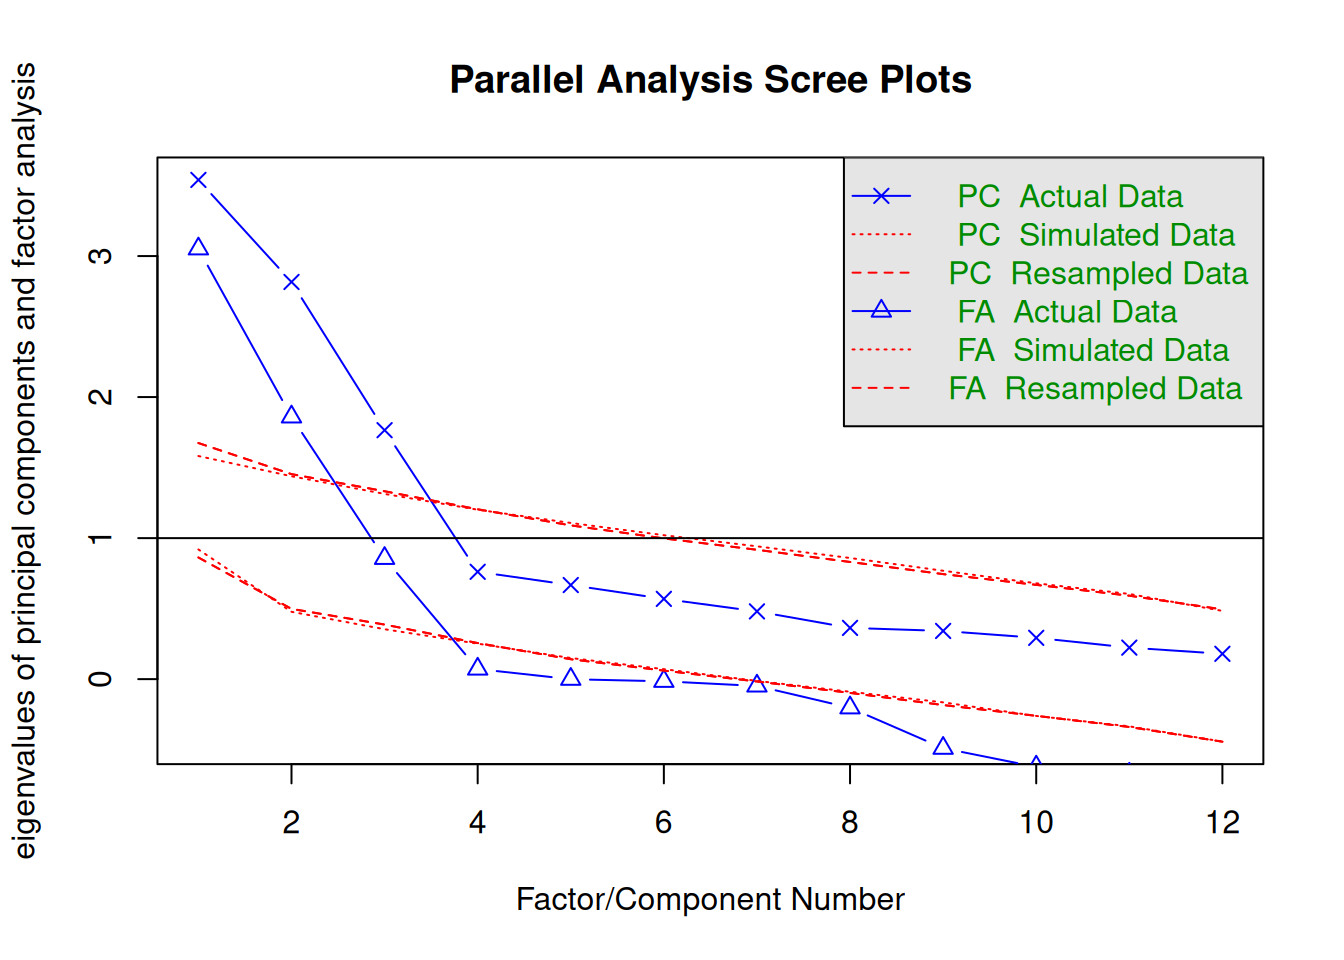 Parallel Analysis Scree Plots
eigenvalues of principal components and factor analysis
PC Actual Data
PC Simulated Data
PC Resampled Data
FA Actual Data
FA Simulated Data
FA Resampled Data
3
2
1
0
2 4 6 8 10 12
Factor/Component Number